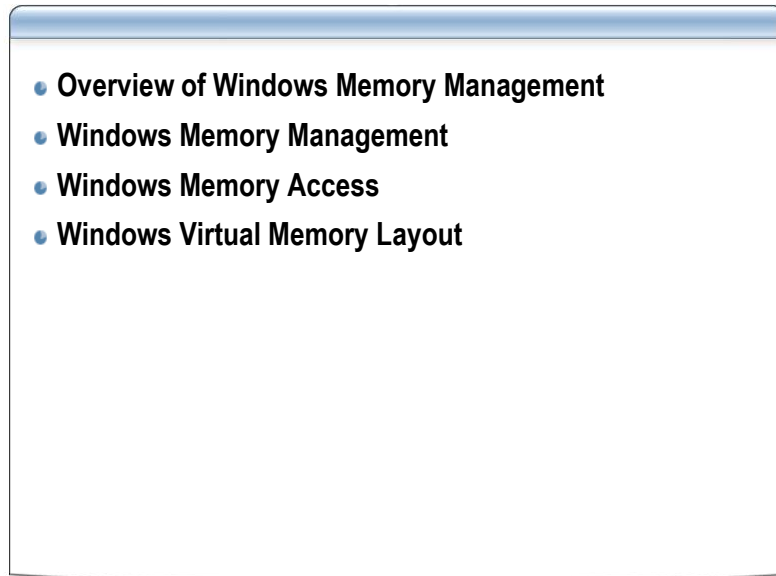 Overview of Windows Memory Management
Windows Memory Management
Windows Memory Access
Windows Virtual Memory Layout